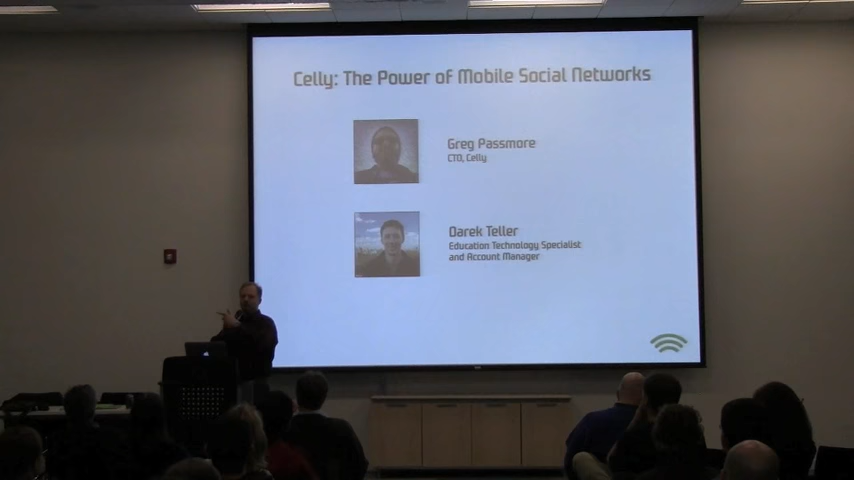 Celly: The Power of Mobile Social Networks
Greg Passmore
CTO, Celly
Darek Teller
Education Technology Specialist
and Account Manager